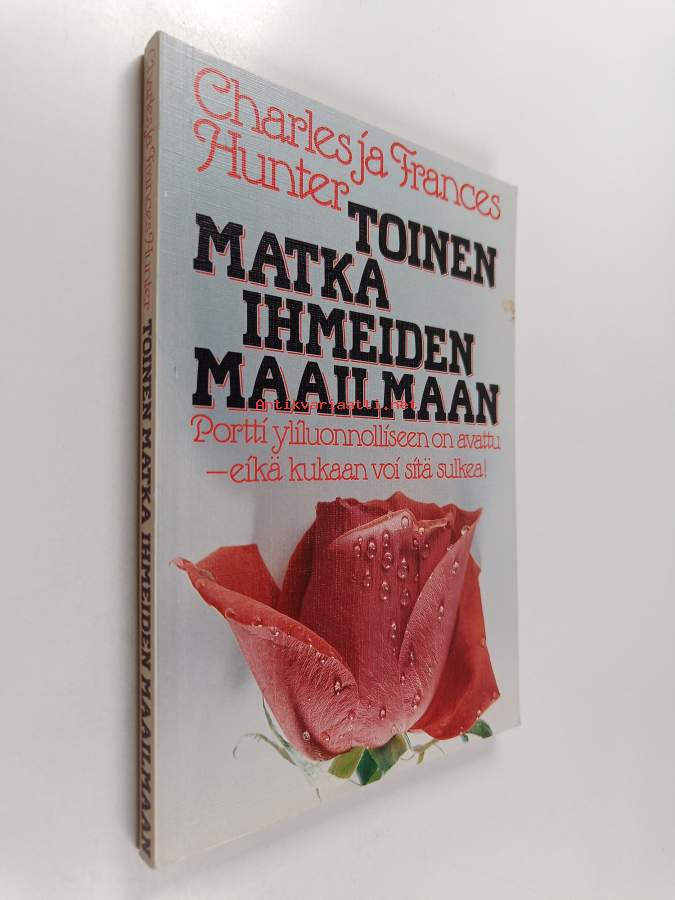 Charles ja Frances
Hunter
TOINEN
MATKA
IHMEIDEN
MAAILMAAN
Antikvariaatti.net
Portti yliluonnolliseen on avattu
—eikä kukaan voi sitä sulkea!
Charles ja Frances Hunter TOINEN MATKA IHMEIDEN MAAILMAAN